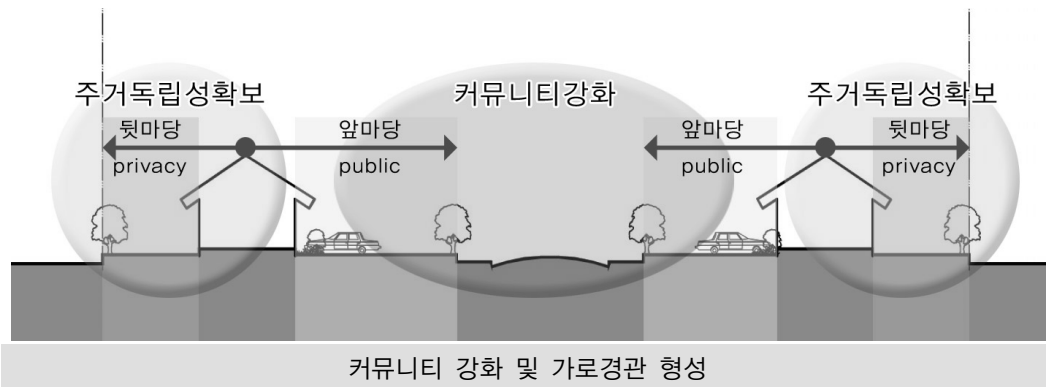 주거독립성확보 커뮤니티강화 주거독립성확보
뒷마당 앞마당 앞마당 뒷마당
privacy public public privacy
커뮤니티 강화 및 가로경관 형성